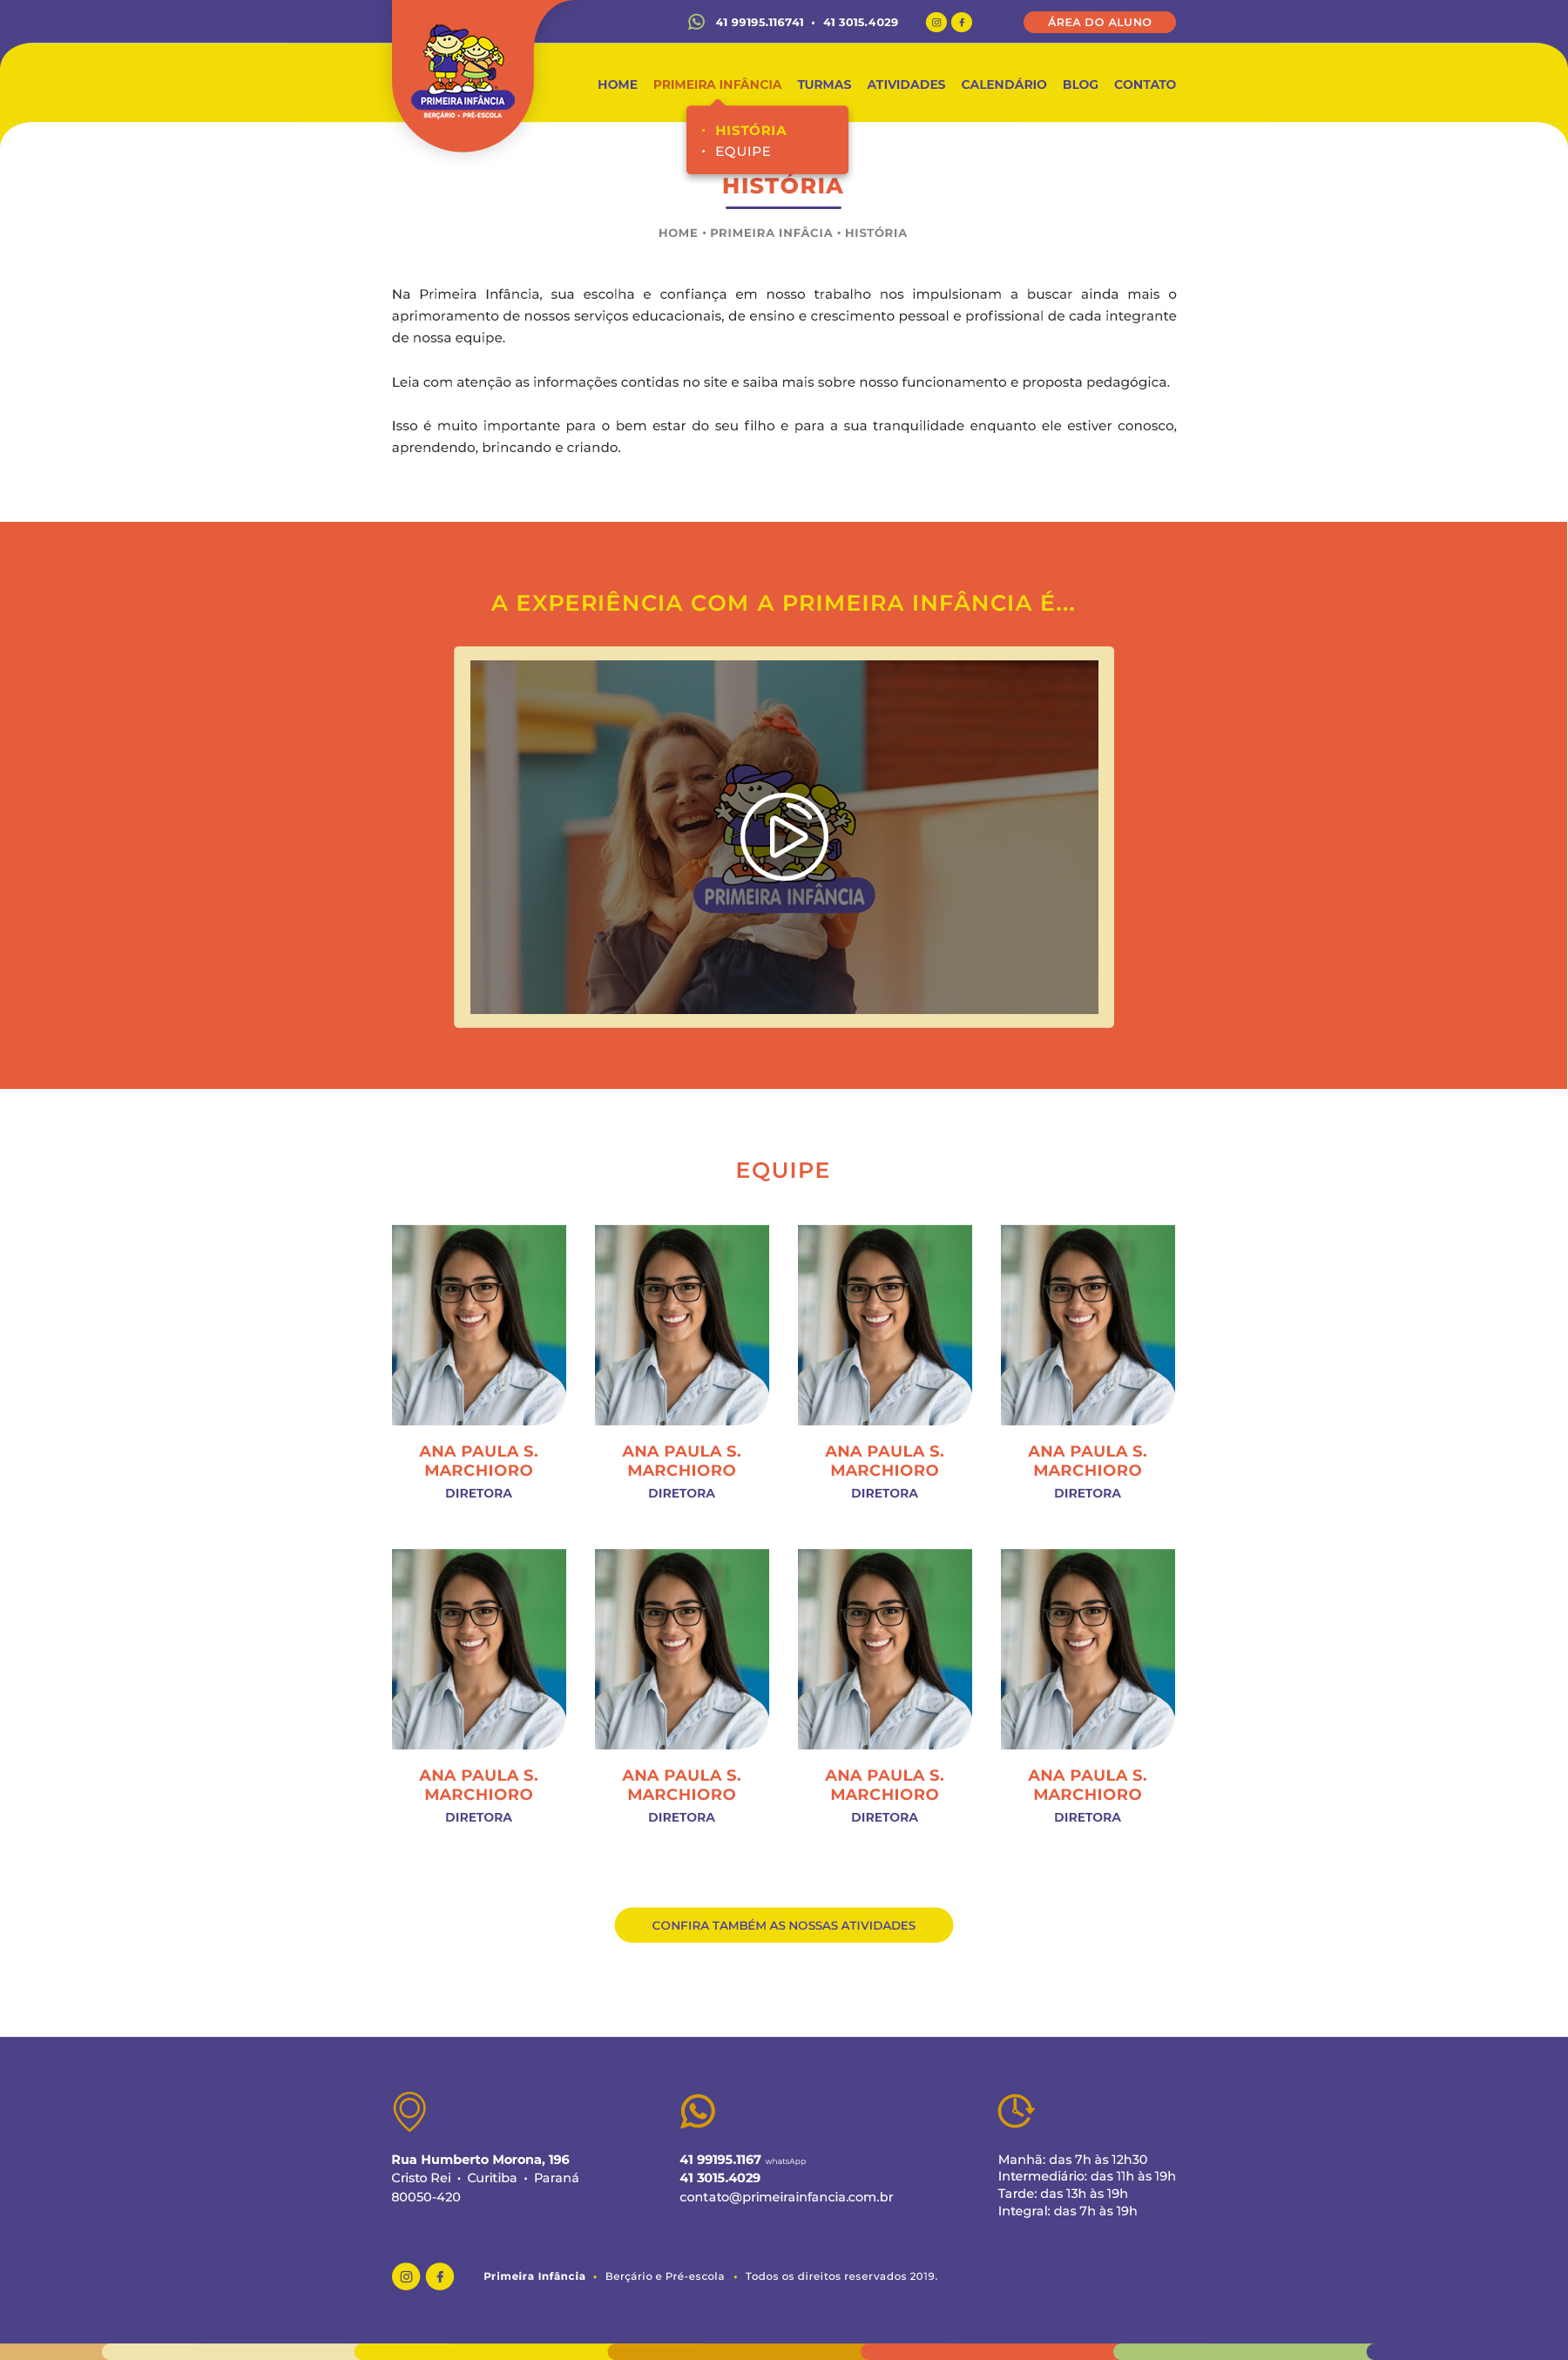 41 99195.116741 • 41 3015.4029
ÁREA DO ALUNO
PRIMEIRA INFÂNCIA
BERÇÁRIO • PRÉ-ESCOLA
HOME PRIMEIRA INFÂNCIA TURMAS ATIVIDADES CALENDÁRIO BLOG CONTATO
• HISTÓRIA
• EQUIPE
HISTÓRIA
HOME • PRIMEIRA INFÂCIA • HISTÓRIA
Na Primeira Infância, sua escolha e confiança em nosso trabalho nos impulsionam a buscar ainda mais o
aprimoramento de nossos serviços educacionais, de ensino e crescimento pessoal e profissional de cada integrante
de nossa equipe.
Leia com atenção as informações contidas no site e saiba mais sobre nosso funcionamento e proposta pedagógica.
Isso é muito importante para o bem estar do seu filho e para a sua tranquilidade enquanto ele estiver conosco,
aprendendo, brincando e criando.
A EXPERIÊNCIA COM A PRIMEIRA INFÂNCIA É...
PRIMEIRA INFÂNCIA
EQUIPE
ANA PAULA S. ANA PAULA S. ANA PAULA S. ANA PAULA S.
MARCHIORO MARCHIORO MARCHIORO MARCHIORO
DIRETORA DIRETORA DIRETORA DIRETORA
ANA PAULA S. ANA PAULA S. ANA PAULA S. ANA PAULA S.
MARCHIORO MARCHIORO MARCHIORO MARCHIORO
DIRETORA DIRETORA DIRETORA DIRETORA
CONFIRA TAMBÉM AS NOSSAS ATIVIDADES
Rua Humberto Morona, 196
Cristo Rei • Curitiba • Paraná
80050-420
41 99195.1167 whatsApp
41 3015.4029
contato@primeirainfancia.com.br
Manhã: das 7h às 12h30
Intermediário: das 11h às 19h
Tarde: das 13h às 19h
Integral: das 7h às 19h
Primeira Infância • Berçário e Pré-escola • Todos os direitos reservados 2019.